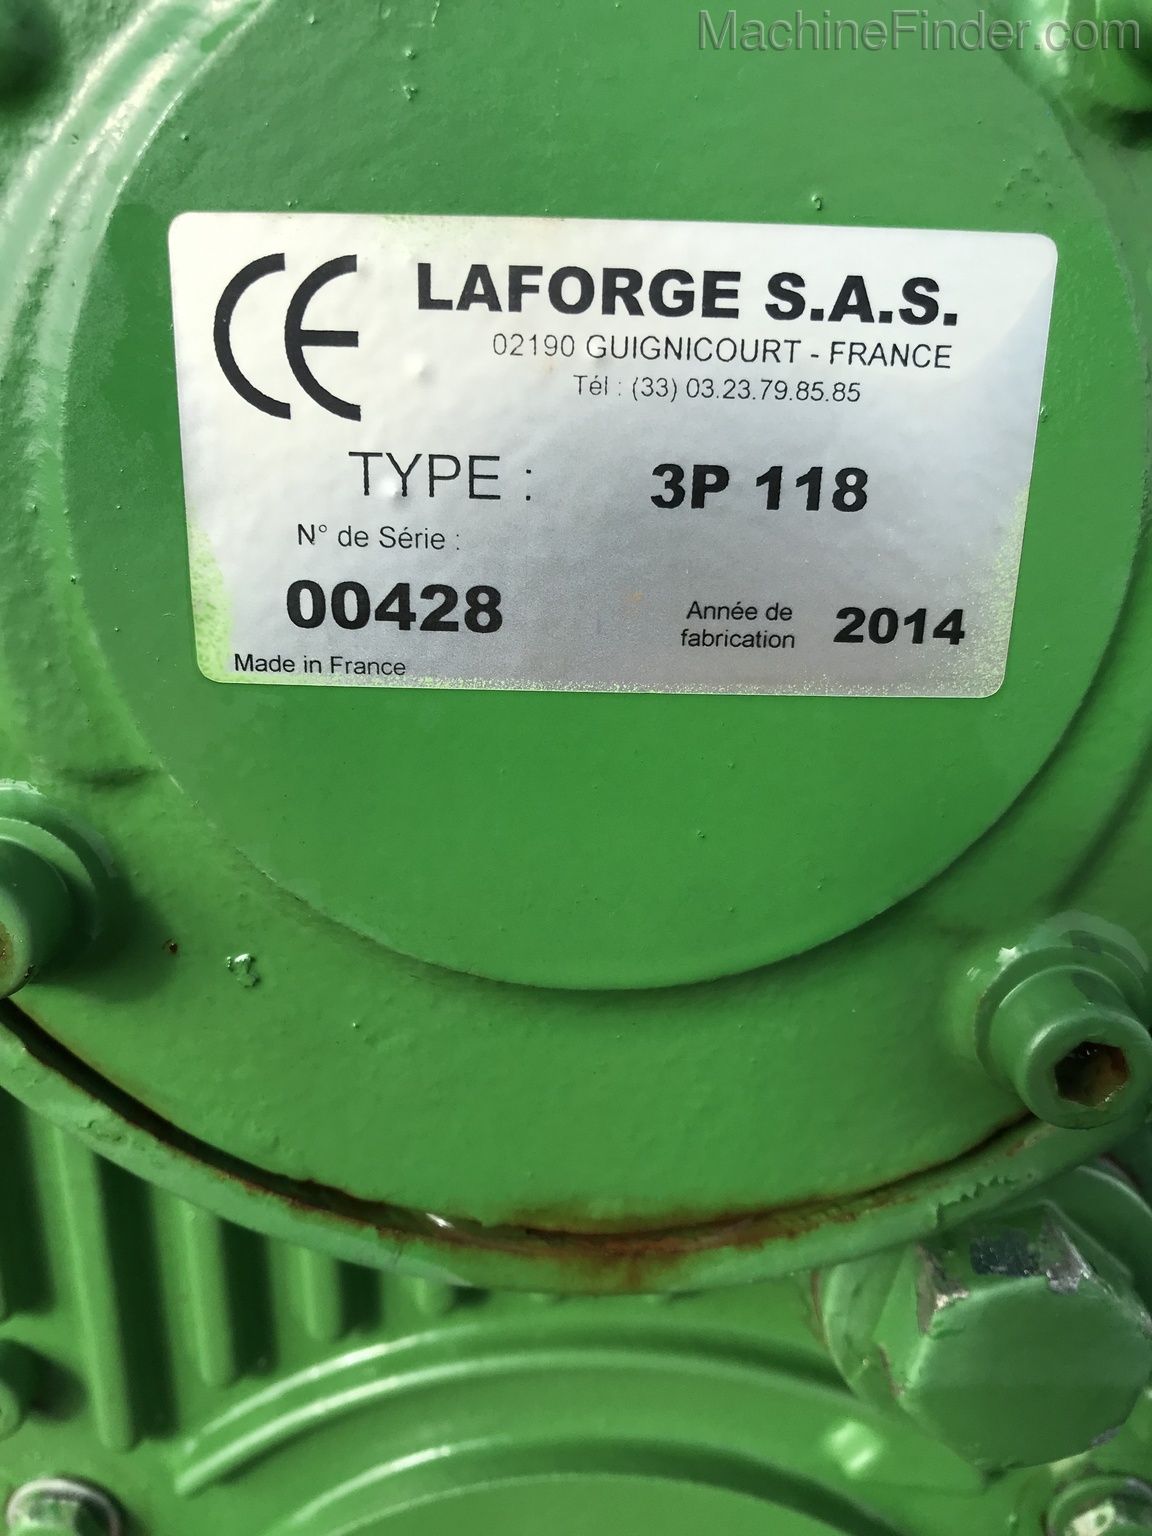 MachineFinder.com
CE
LAFORGE S.A.S.
02190 GUIGNICOURT - FRANCE
Tél : (33) 03.23.79.85.85
TYPE : 3P 118
N° de Série :
00428
Année de
fabrication 2014
Made in France